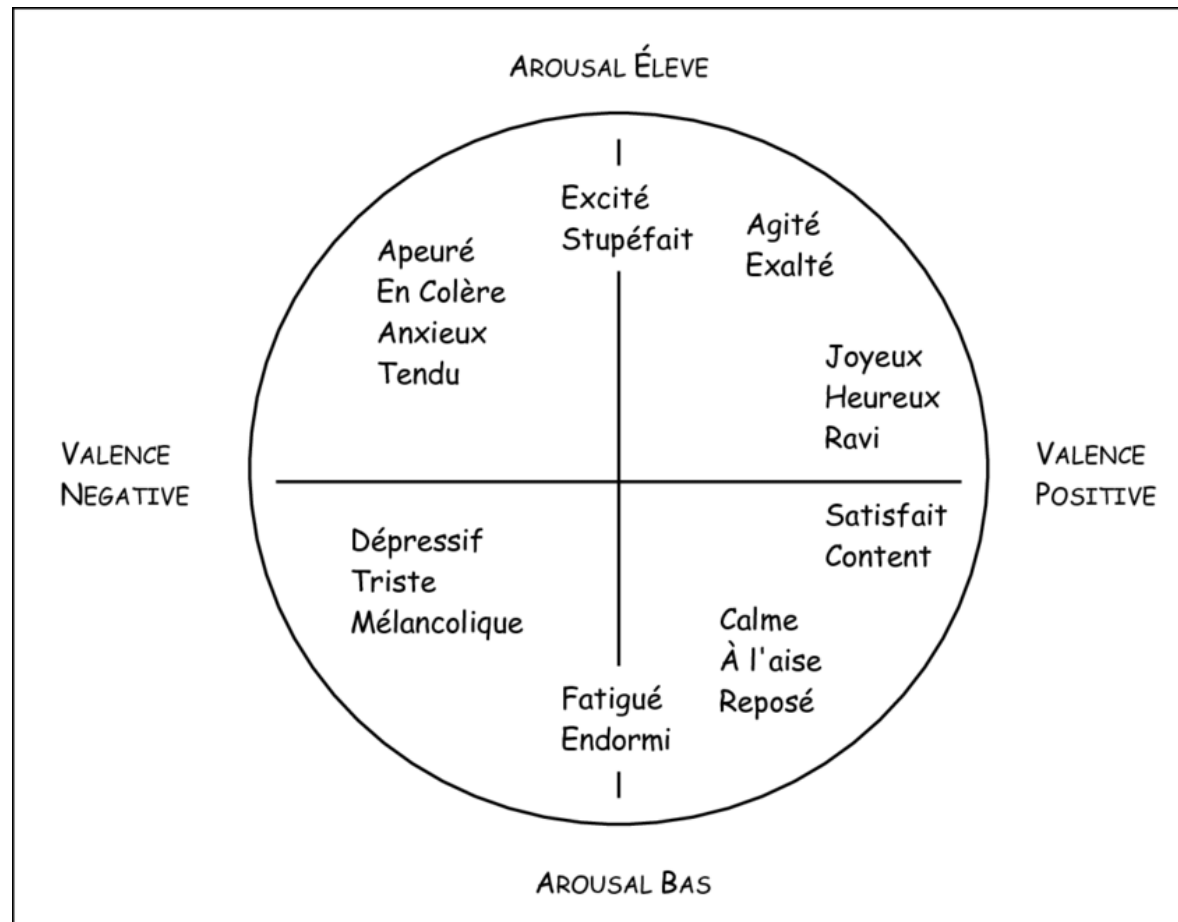 AROUSAL ÉLEVE
Excité
Stupéfait
Agité
Exalté
Apeuré
En Colère
Anxieux
Tendu
Joyeux
Heureux
Ravi
VALENCE
NEGATIVE
VALENCE
POSITIVE
Satisfait
Content
Dépressif
Triste
Mélancolique
Calme
À l'aise
Reposé
Fatigué
Endormi
AROUSAL BAS